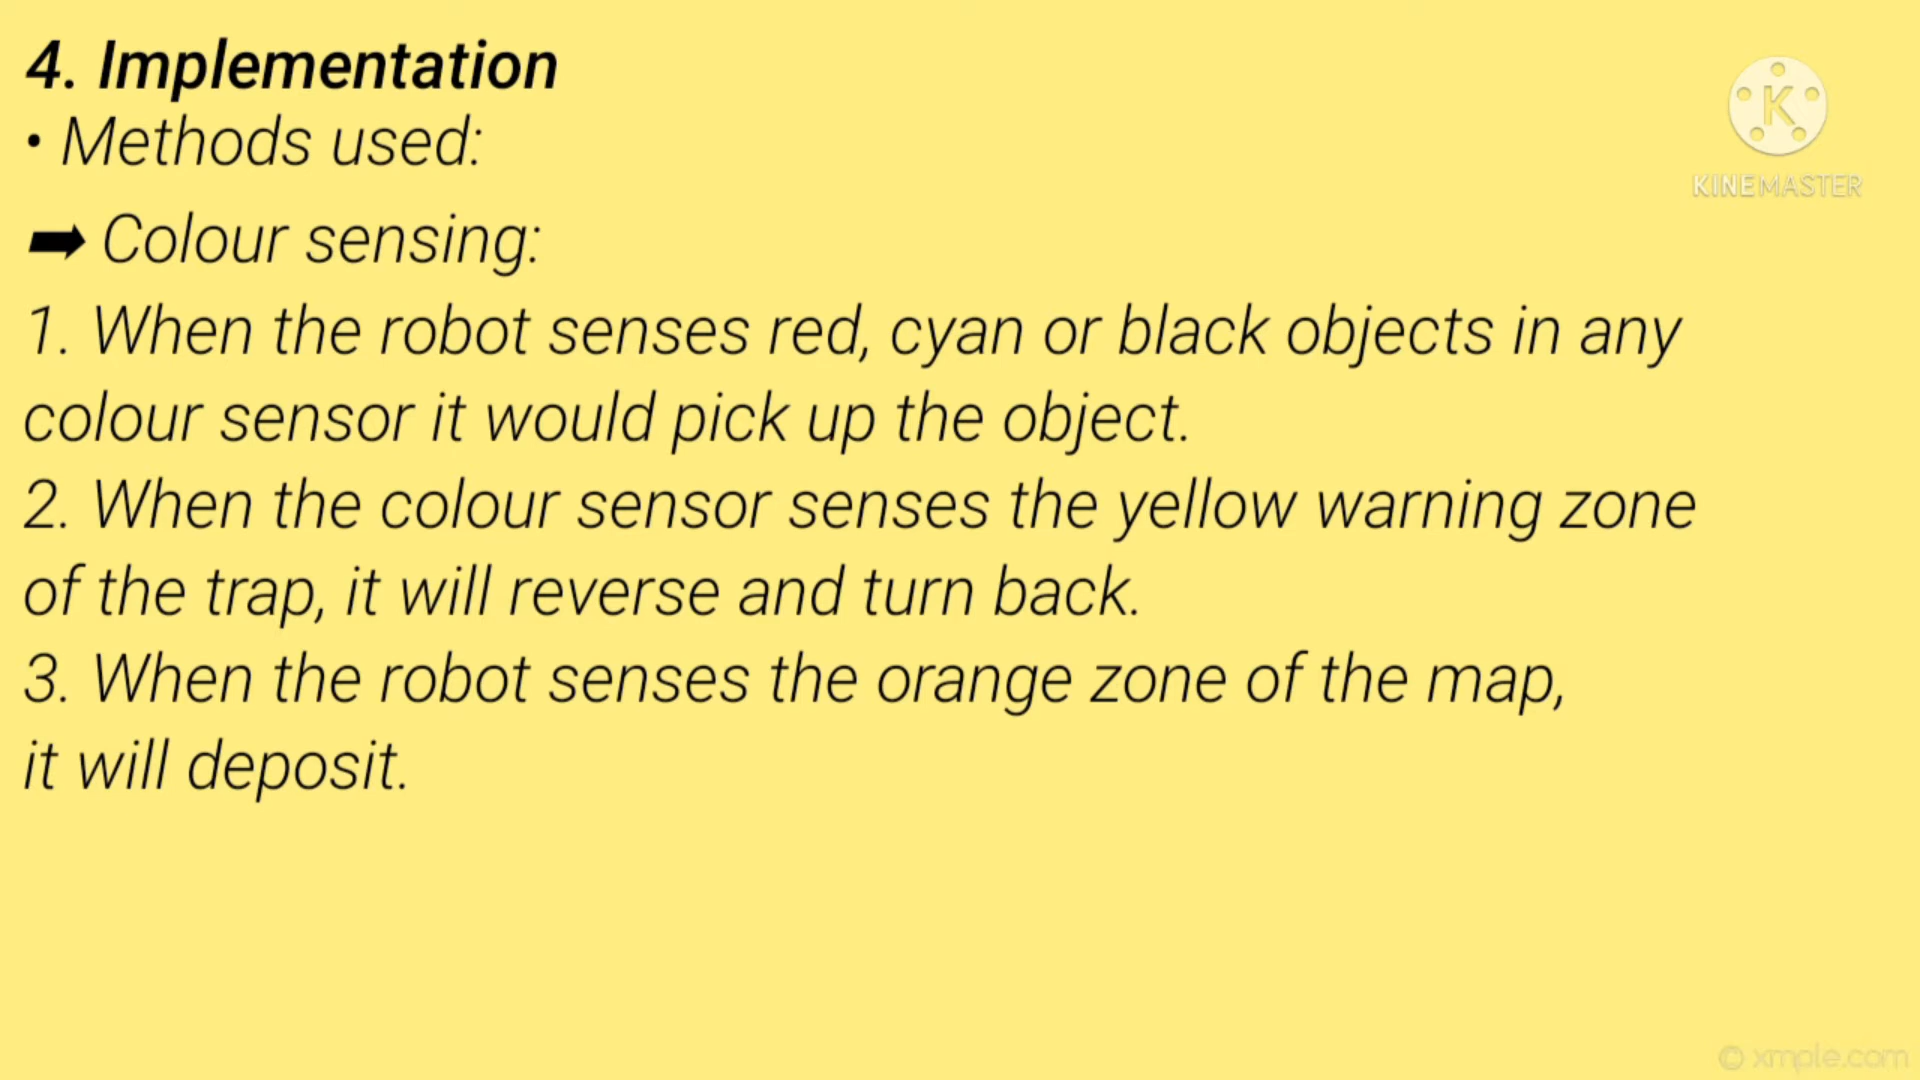 4. Implementation
• Methods used:
➡ Colour sensing:
1. When the robot senses red, cyan or black objects in any
colour sensor it would pick up the object.
2. When the colour sensor senses the yellow warning zone
of the trap, it will reverse and turn back.
3. When the robot senses the orange zone of the map,
it will deposit.
K
KINEMASTER
© xmple.com